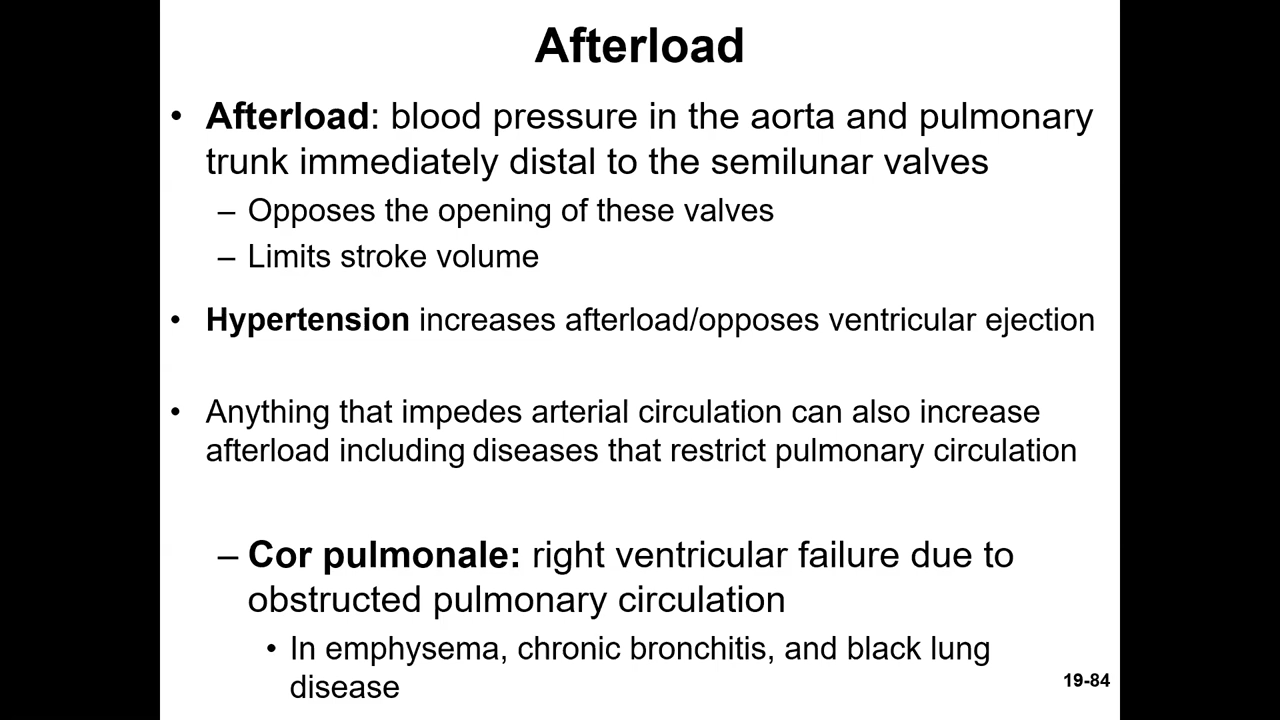 Afterload
• Afterload: blood pressure in the aorta and pulmonary
trunk immediately distal to the semilunar valves
– Opposes the opening of these valves
– Limits stroke volume
• Hypertension increases afterload/opposes ventricular ejection
• Anything that impedes arterial circulation can also increase
afterload including diseases that restrict pulmonary circulation
– Cor pulmonale: right ventricular failure due to
obstructed pulmonary circulation
• In emphysema, chronic bronchitis, and black lung
disease
19-84